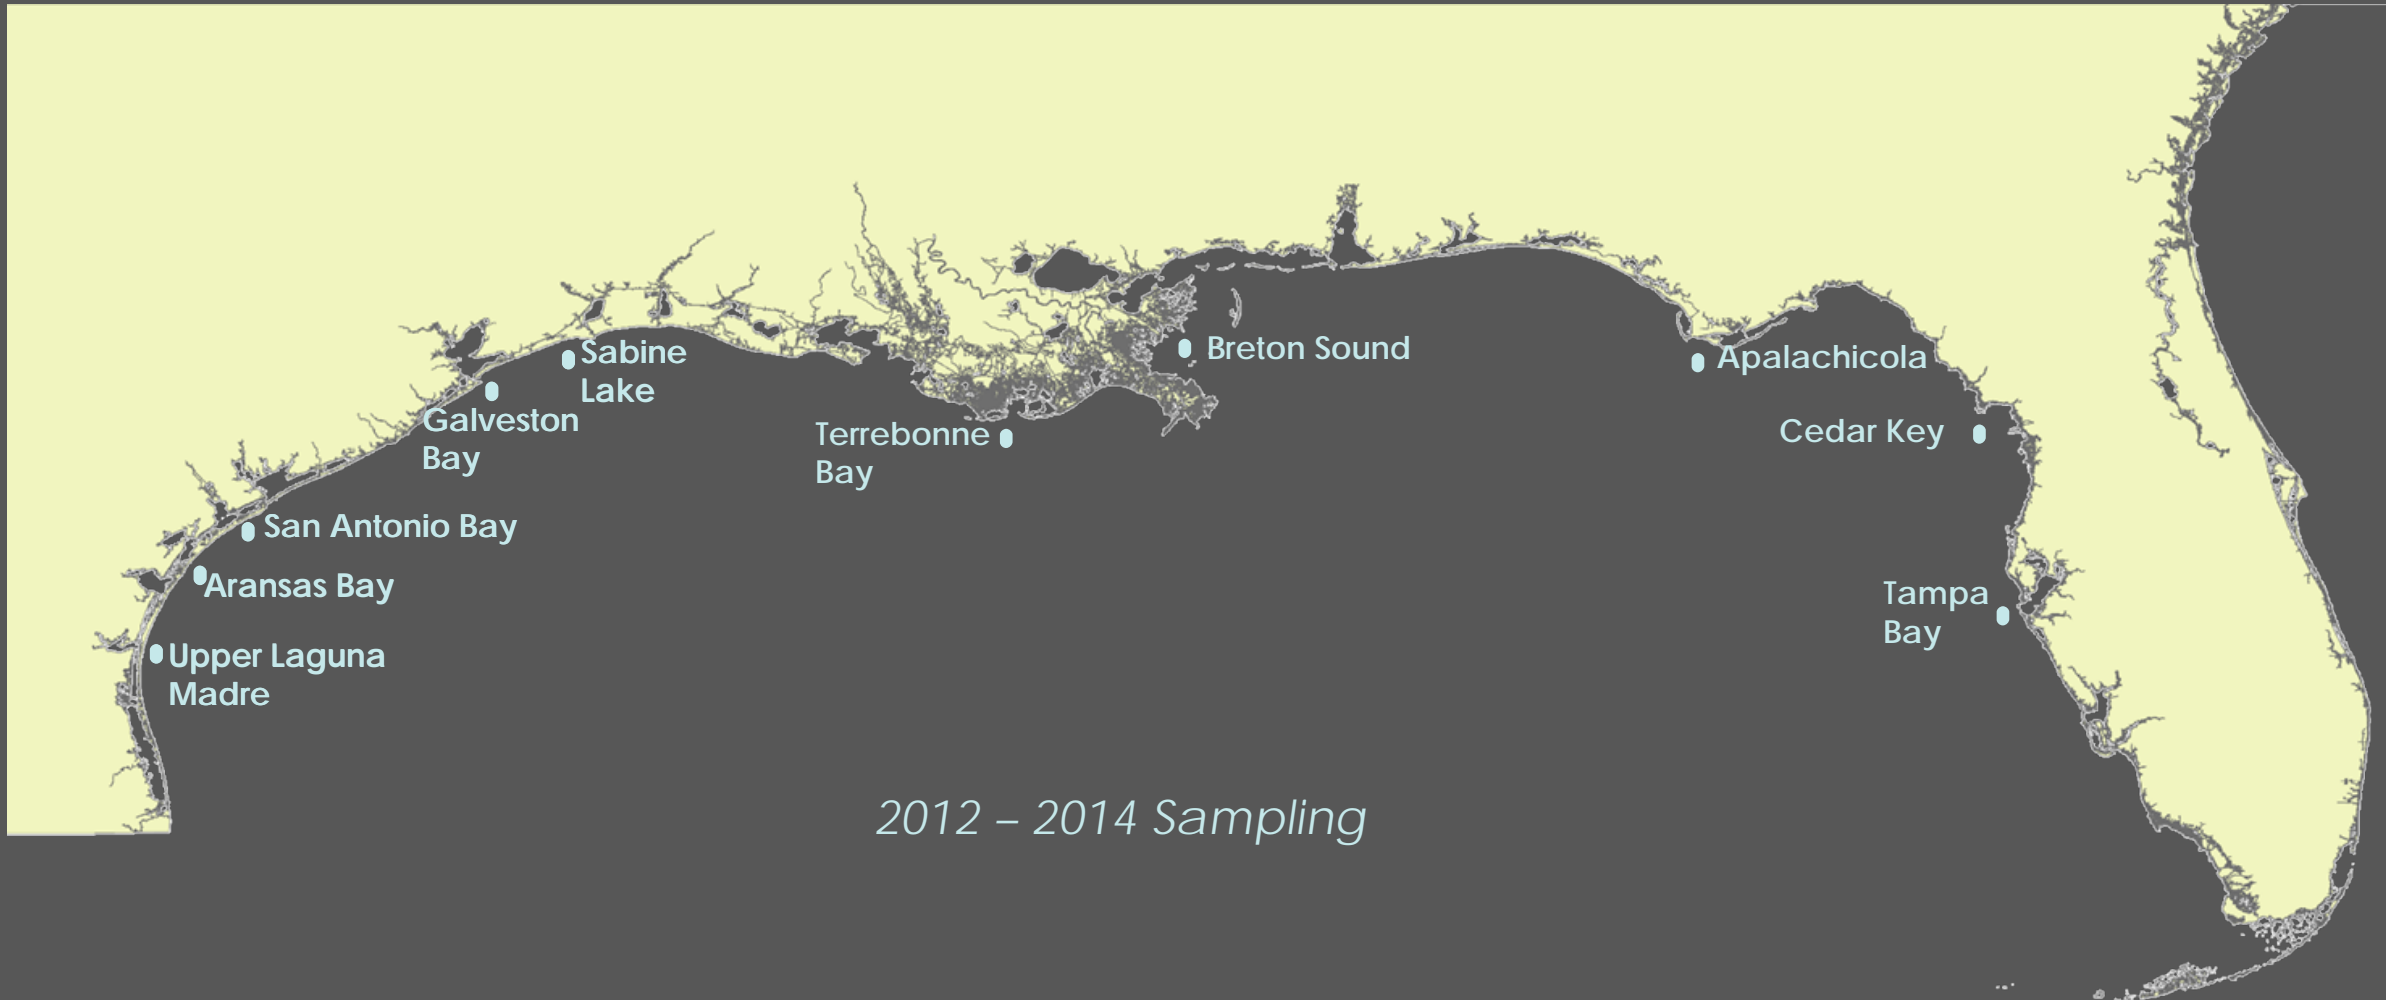 Sabine
Lake
Breton Sound
Apalachicola
Galveston
Bay
Terrebonne
Bay
Cedar Key
San Antonio Bay
Aransas Bay
Tampa
Bay
Upper Laguna
Madre
2012 – 2014 Sampling